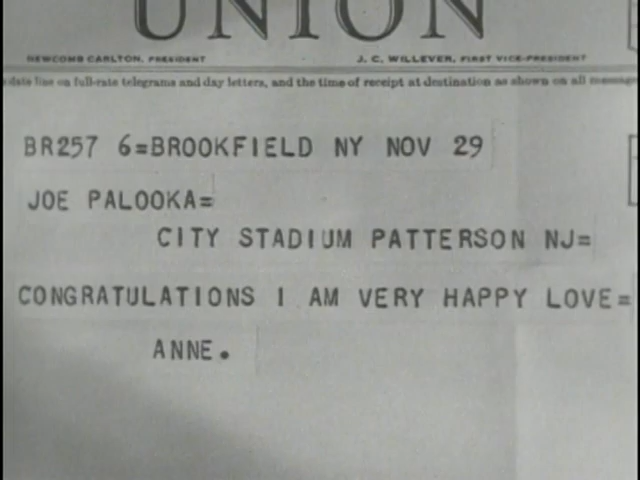 UNION
NEWCOMB CARLTON, PRESIDENT J. C. WILLEVER, FIRST VICE-PRESIDENT
date line on full-rate telegrams and day letters, and the time of receipt at destination as shown on all
BR257 6=BROOKFIELD NY NOV 29
JOE PALOOKA=
CITY STADIUM PATTERSON NJ=
CONGRATULATIONS I AM VERY HAPPY LOVE=
ANNE.